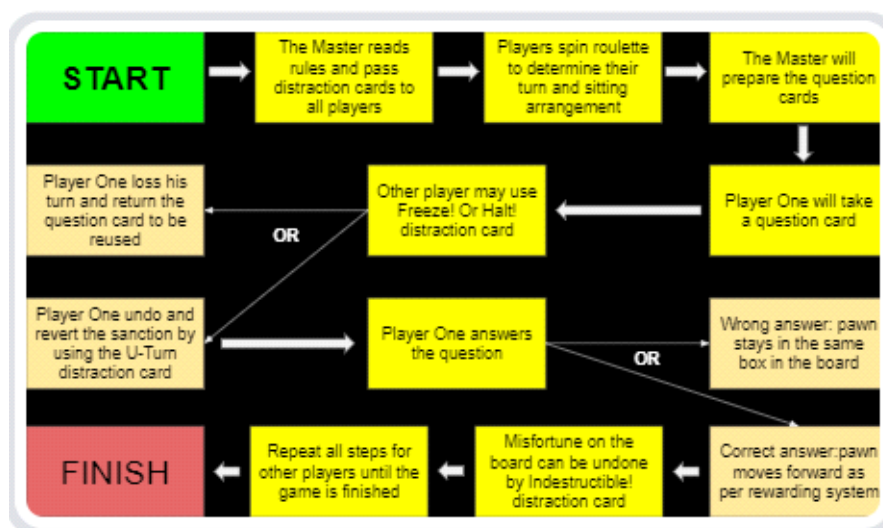 START
The Master reads
rules and pass
distraction cards to
all players
Players spin roulette
to determine their
turn and sitting
arrangement
The Master will
prepare the question
cards
Player One loss his
turn and return the
question card to be
reused
OR
Other player may use
Freeze! Or Halt!
distraction card
Player One will take
a question card
Player One undo and
revert the sanction by
using the U-Turn
distraction card
Player One answers
the question
OR
Wrong answer: pawn
stays in the same
box in the board
FINISH
Repeat all steps for
other players until the
game is finished
Misfortune on the
board can be undone
by Indestructible!
distraction card
Correct answer:pawn
moves forward as
per rewarding system